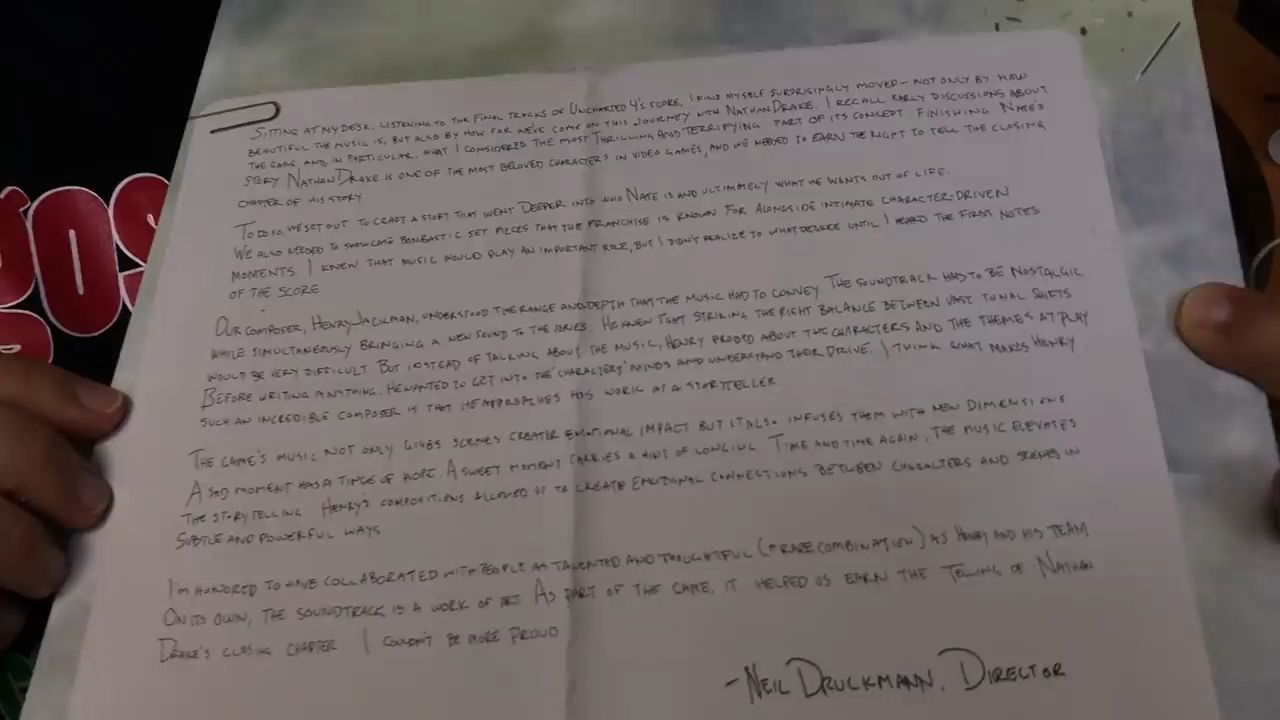 SITTING AT MY DESK, LISTENING TO THE FINAL TRACKS OF UNCHARTED 4'S SCORE, I FIND MYSELF SURPRISINGLY MOVED – NOT ONLY BY HOW
BEAUTIFUL THE MUSIC IS, BUT ALSO BY HOW FAR WE'VE COME ON THIS JOURNEY WITH NATHAN DRAKE. I RECALL EARLY DISCUSSIONS ABOUT
THE GAME AND, IN PARTICULAR, WHAT I CONSIDERED THE MOST THRILLING AND TERRIFYING PART OF ITS CONCEPT FINISHING NATE'S
STORY NATHAN DRAKE IS ONE OF THE MOST BELOVED CHARACTERS IN VIDEO GAMES, AND WE NEEDED TO EARN THE RIGHT TO TELL THE CLOSING
CHAPTER OF HIS STORY
TO DO SO, WE SET OUT TO CRAFT A STORY THAT WENT DEEPER INTO WHO NATE IS AND ULTIMATELY WHAT HE WANTS OUT OF LIFE.
WE ALSO NEEDED TO SHOWCASE BOMBASTIC SET PIECES THAT THE FRANCHISE IS KNOWN FOR ALONGSIDE INTIMATE CHARACTER-DRIVEN
MOMENTS. I KNEW THAT MUSIC WOULD PLAY AN IMPORTANT ROLE, BUT I DIDN'T REALIZE TO WHAT DEGREE UNTIL I HEARD THE FIRST NOTES
OF THE SCORE
OUR COMPOSER, HENRY JACKMAN, UNDERSTOOD THE RANGE AND DEPTH THAT THE MUSIC HAD TO CONVEY THE SOUNDTRACK HAD TO BE NOSTALGIC
WHILE SIMULTANEOUSLY BRINGING A NEW SOUND TO THE SERIES. HE KNEW THAT STRIKING THE RIGHT BALANCE BETWEEN VAST TONAL SHIFTS
WOULD BE VERY DIFFICULT BUT INSTEAD OF TALKING ABOUT THE MUSIC, HENRY PROBED ABOUT THE CHARACTERS AND THE THEMES AT PLAY
BEFORE WRITING ANYTHING. HE WANTED TO GET INTO THE CHARACTERS' MINDS AND UNDERSTAND THEIR DRIVE. I THINK WHAT MAKES HENRY
SUCH AN INCREDIBLE COMPOSER IS THAT HE APPROACHES HIS WORK AS A STORYTELLER
THE GAME'S MUSIC NOT ONLY GIVES SCENES GREATER EMOTIONAL IMPACT BUT IT ALSO INFUSES THEM WITH NEW DIMENSIONS
A SAD MOMENT HAS A TINGE OF HOPE. A SWEET MOMENT CARRIES A HINT OF LONGING TIME AND TIME AGAIN, THE MUSIC ELEVATES
THE STORYTELLING HENRY'S COMPOSITIONS ALLOWED US TO CREATE EMOTIONAL CONNECTIONS BETWEEN CHARACTERS AND SCENES IN
SUBTLE AND POWERFUL WAYS
I'M HONORED TO HAVE COLLABORATED WITH PEOPLE AS TALENTED AND THOUGHTFUL (A RARE COMBINATION) AS HENRY AND HIS TEAM
ON ITS OWN, THE SOUNDTRACK IS A WORK OF ART AS PART OF THE GAME, IT HELPED US EARN THE TELLING OF NATHAN
DRAKE'S CLOSING CHAPTER I COULDN'T BE MORE PROUD
– NEIL DRUCKMANN, DIRECTOR